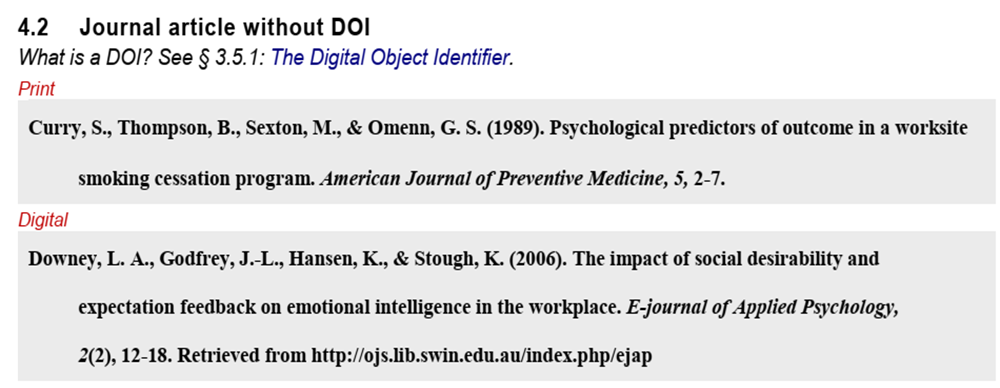 4.2 Journal article without DOI
What is a DOI? See § 3.5.1: The Digital Object Identifier.
Print
Curry, S., Thompson, B., Sexton, M., & Omenn, G. S. (1989). Psychological predictors of outcome in a worksite
smoking cessation program. American Journal of Preventive Medicine, 5, 2-7.
Digital
Downey, L. A., Godfrey, J.-L., Hansen, K., & Stough, K. (2006). The impact of social desirability and
expectation feedback on emotional intelligence in the workplace. E-journal of Applied Psychology,
2(2), 12-18. Retrieved from http://ojs.lib.swin.edu.au/index.php/ejap